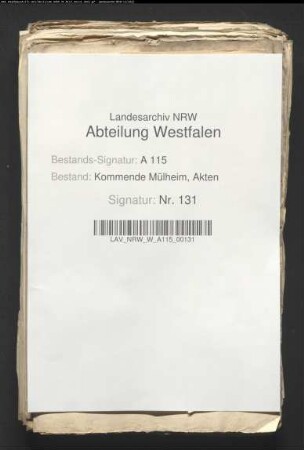 Landesarchiv NRW
Abteilung Westfalen
Bestands-Signatur: A 115
Bestand: Kommende Mülheim, Akten
Signatur: Nr. 131
LAV_NRW_W_A115_00131